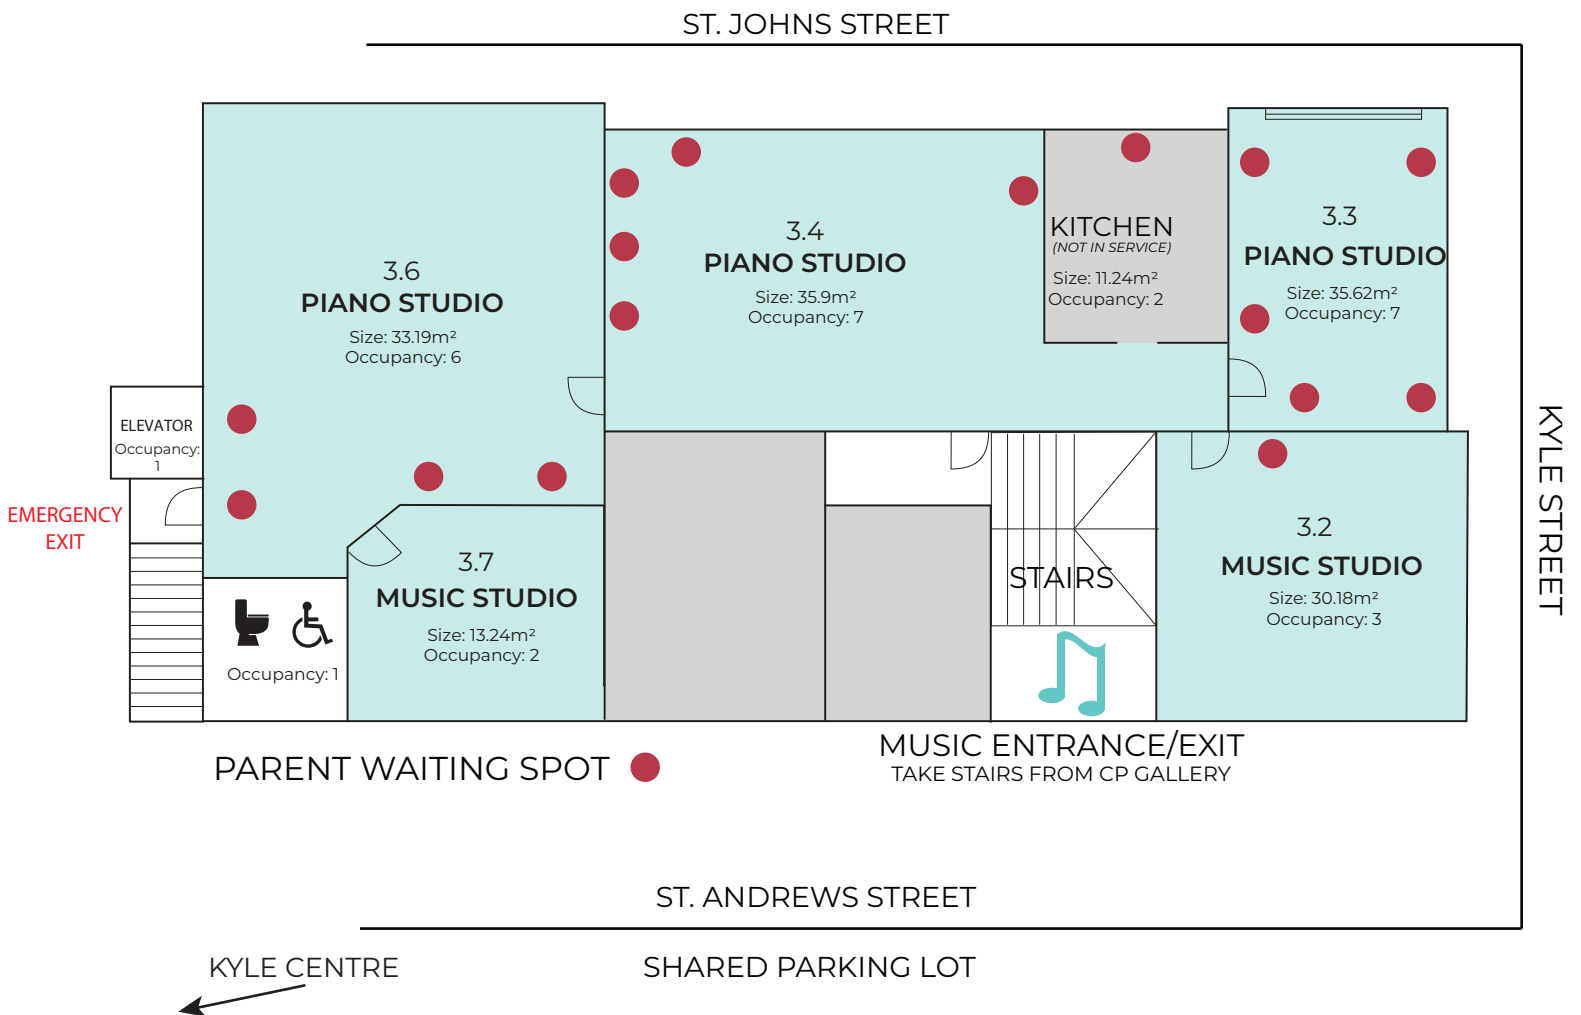 ST. JOHNS STREET
3.6
PIANO STUDIO
Size: 33.19m²
Occupancy: 6
3.4
PIANO STUDIO
Size: 35.9m²
Occupancy: 7
KITCHEN
(NOT IN SERVICE)
Size: 11.24m²
Occupancy: 2
3.3
PIANO STUDIO
Size: 35.62m²
Occupancy: 7
KYLE STREET
ELEVATOR
Occupancy:
1
EMERGENCY
EXIT
Occupancy: 1
3.7
MUSIC STUDIO
Size: 13.24m²
Occupancy: 2
STAIRS
3.2
MUSIC STUDIO
Size: 30.18m²
Occupancy: 3
PARENT WAITING SPOT
MUSIC ENTRANCE/EXIT
TAKE STAIRS FROM CP GALLERY
ST. ANDREWS STREET
KYLE CENTRE
SHARED PARKING LOT